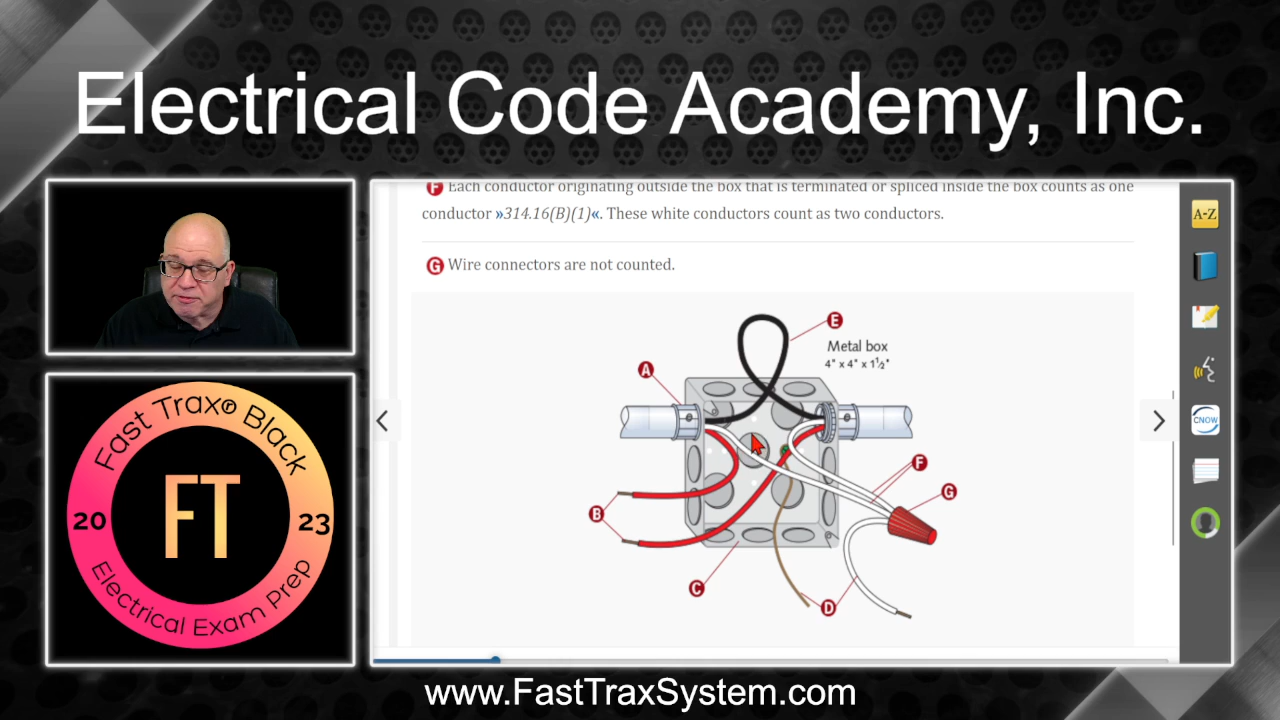 Electrical Code Academy, Inc.
F Each conductor originating outside the box that is terminated or spliced inside the box counts as one
conductor »314.16(B)(1)«. These white conductors count as two conductors.
G Wire connectors are not counted.
E
Metal box
4" x 4" x 1½"
A
F
G
B
C
D
A-Z
CNOW
Fast Trax® Black
20 FT 23
Electrical Exam Prep
www.FastTraxSystem.com